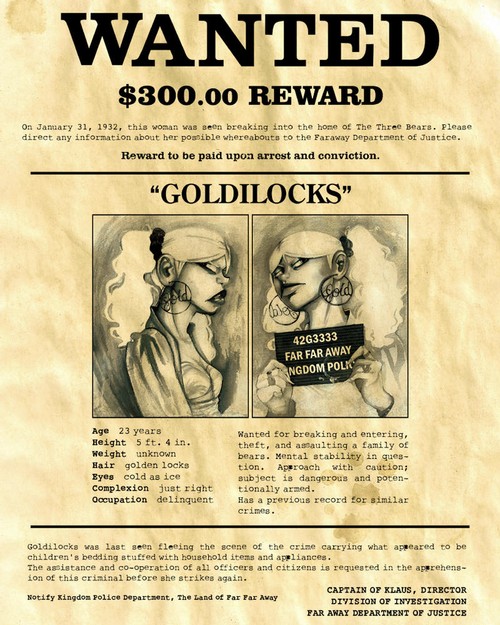 WANTED
$300.00 REWARD
On January 31, 1932, this woman was seen breaking into the home of The Three Bears. Please
direct any information about her possible whereabouts to the Faraway Department of Justice.
Reward to be paid upon arrest and conviction.
“GOLDILOCKS”
Gold
Gold
42G3333
FAR FAR AWAY
NGDOM POLI
Age 23 years
Height 5 ft. 4 in.
Weight unknown
Hair golden locks
Eyes cold as ice
Complexion just right
Occupation delinquent
Wanted for breaking and entering,
theft, and assaulting a family of
bears. Mental stability in ques-
tion. Approach with caution;
subject is dangerous and poten-
tionally armed.
Has a previous record for similar
crimes.
Goldilocks was last seen fleeing the scene of the crime carrying what appeared to be
children's bedding stuffed with household items and appliances.
The assistance and co-operation of all officers and citizens is requested in the apprehens-
ion of this criminal before she strikes again.
Notify Kingdom Police Department, The Land of Far Far Away
CAPTAIN OF KLAUS, DIRECTOR
DIVISION OF INVESTIGATION
FAR AWAY DEPARTMENT OF JUSTICE